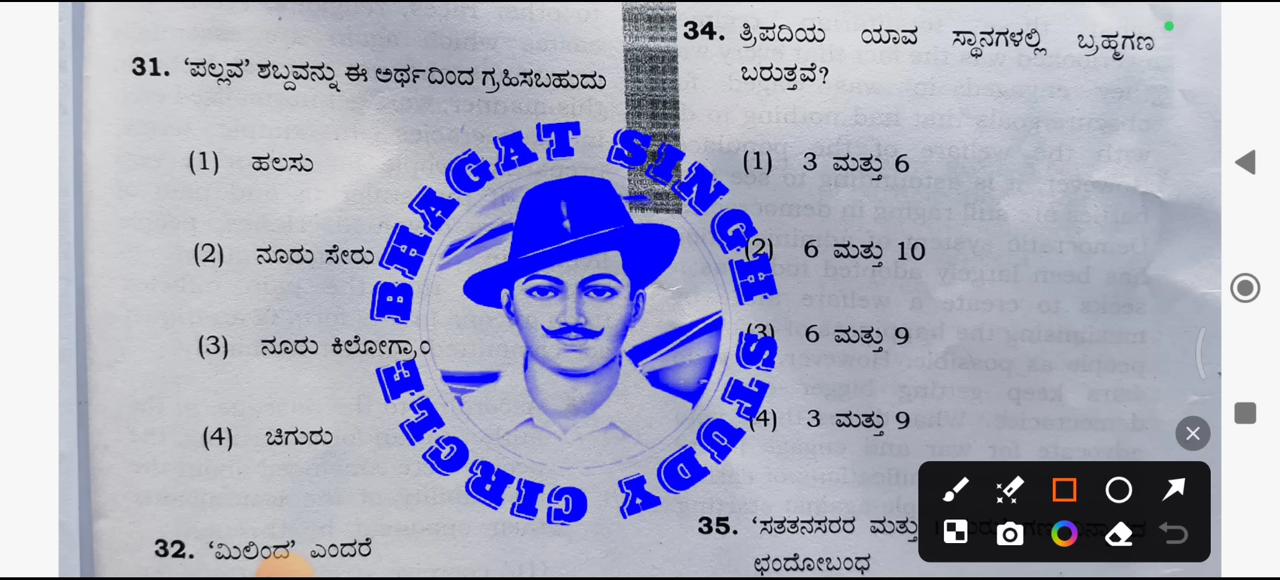 31. ‘ಪಲ್ಲವ’ ಶಬ್ದವನ್ನು ಈ ಅರ್ಥದಿಂದ ಗ್ರಹಿಸಬಹುದು
(1) ಹಲಸು
(2) ನೂರು ಸೇರು
(3) ನೂರು ಕಿಲೋಗ್ರಾಂ
(4) ಚಿಗುರು
32. ‘ಮಿಲಿಂದ’ ಎಂದರೆ
BHAGAT SINGH STUDY CIRCLE
34. ತ್ರಿಪದಿಯ ಯಾವ ಸ್ಥಾನಗಳಲ್ಲಿ ಬ್ರಹ್ಮಗಣ
ಬರುತ್ತವೆ?
(1) 3 ಮತ್ತು 6
(2) 6 ಮತ್ತು 10
(3) 6 ಮತ್ತು 9
(4) 3 ಮತ್ತು 9
35. ‘ಸತತನಸರರ ಮತ್ತು
ಛಂದೋಬಂಧ